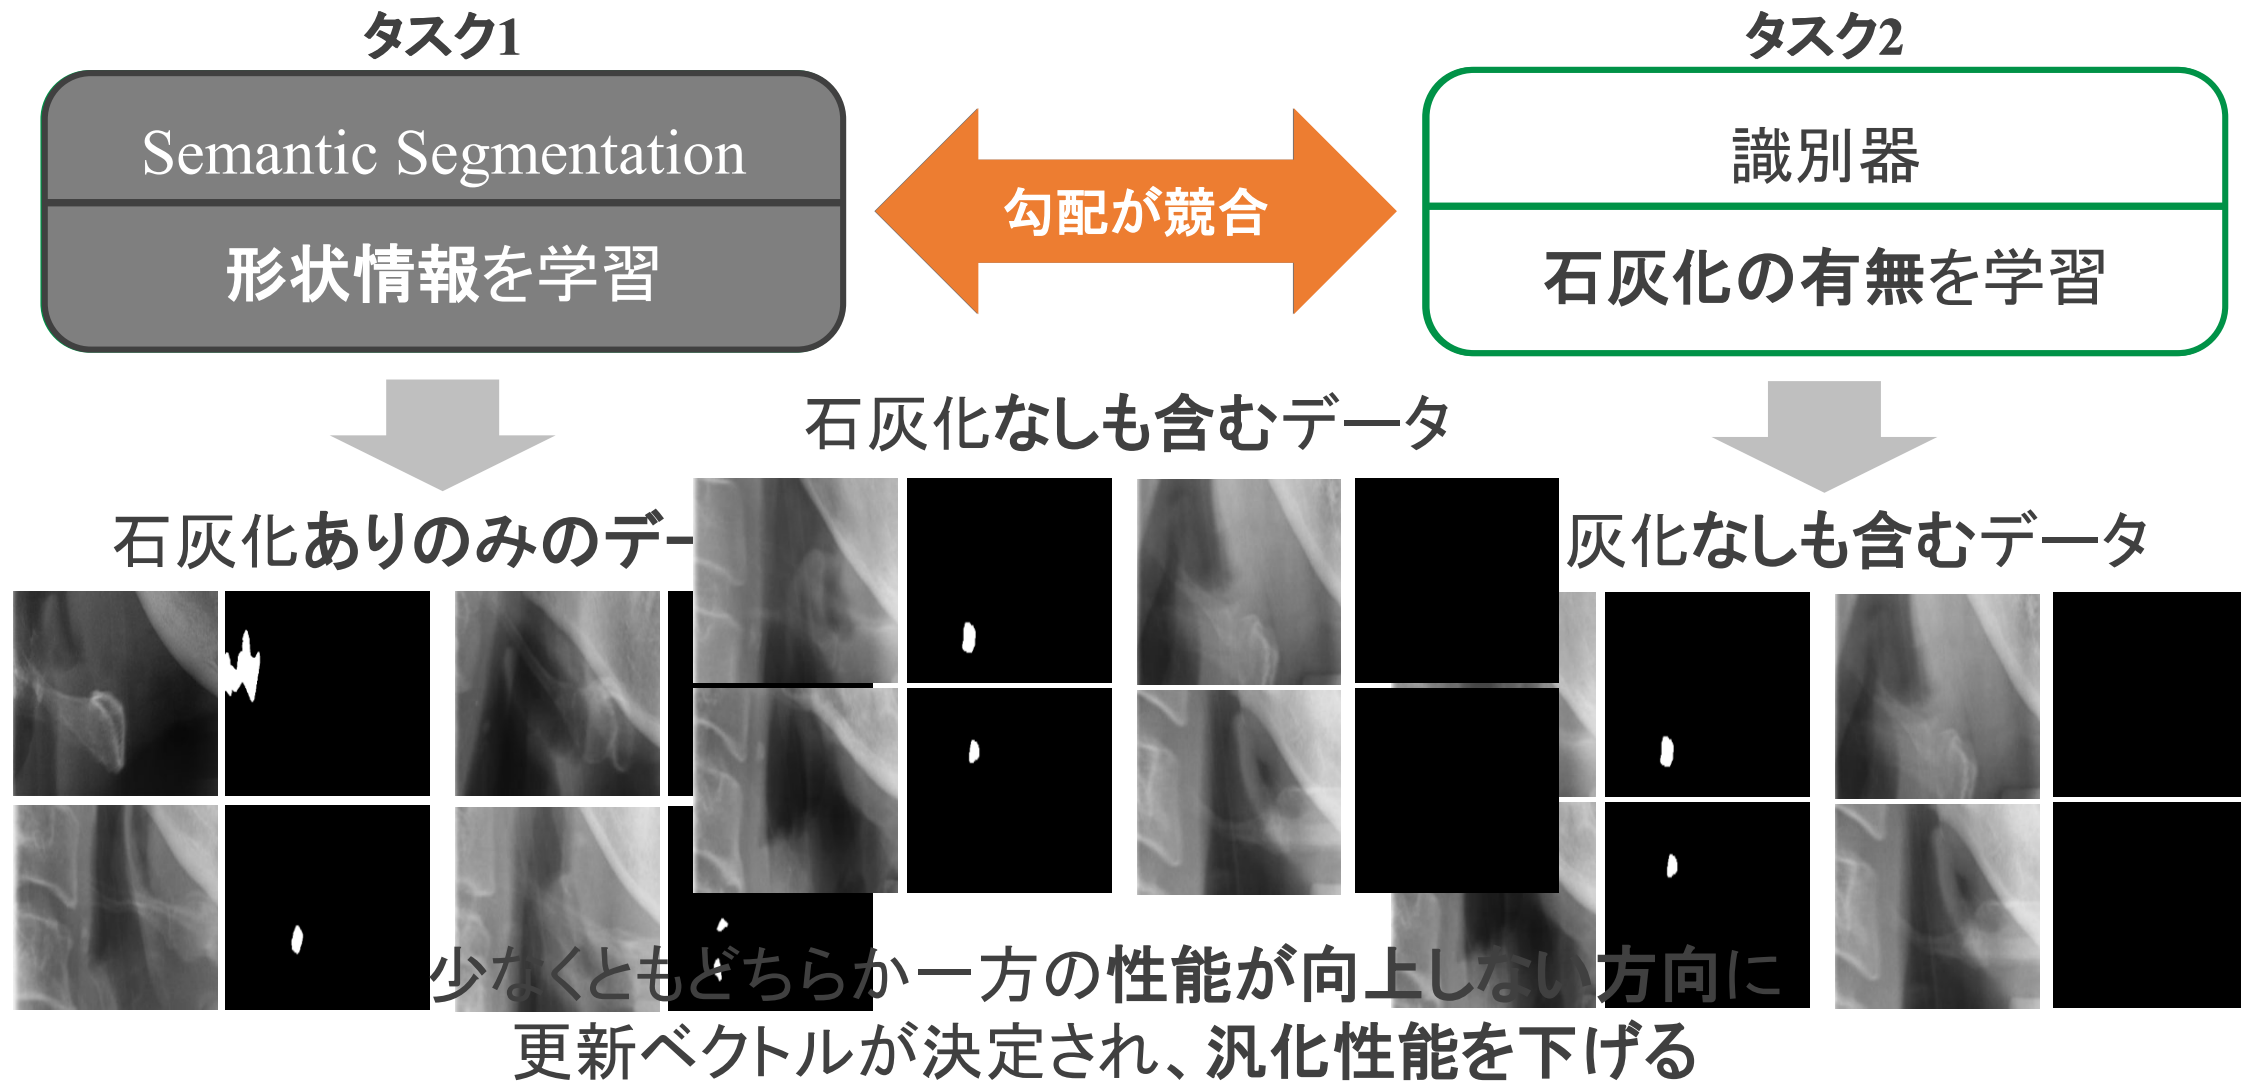 タスク1
タスク2
Semantic Segmentation
識別器
勾配が競合
形状情報を学習
石灰化の有無を学習
石灰化なしも含むデータ
石灰化ありのみのデー
灰化なしも含むデータ
少なくともどちらか一方の性能が向上しない方向に
更新ベクトルが決定され、汎化性能を下げる